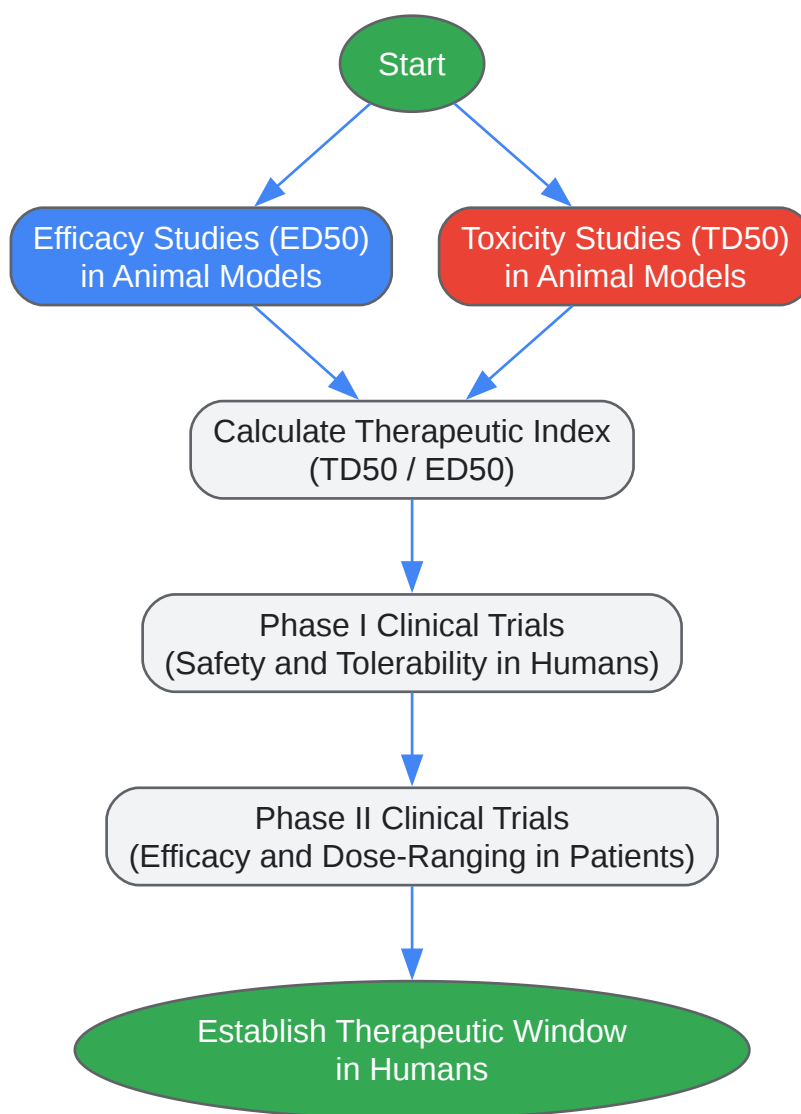 Start
Efficacy Studies (ED50)
in Animal Models
Toxicity Studies (TD50)
in Animal Models
Calculate Therapeutic Index
(TD50 / ED50)
Phase I Clinical Trials
(Safety and Tolerability in Humans)
Phase II Clinical Trials
(Efficacy and Dose-Ranging in Patients)
Establish Therapeutic Window
in Humans